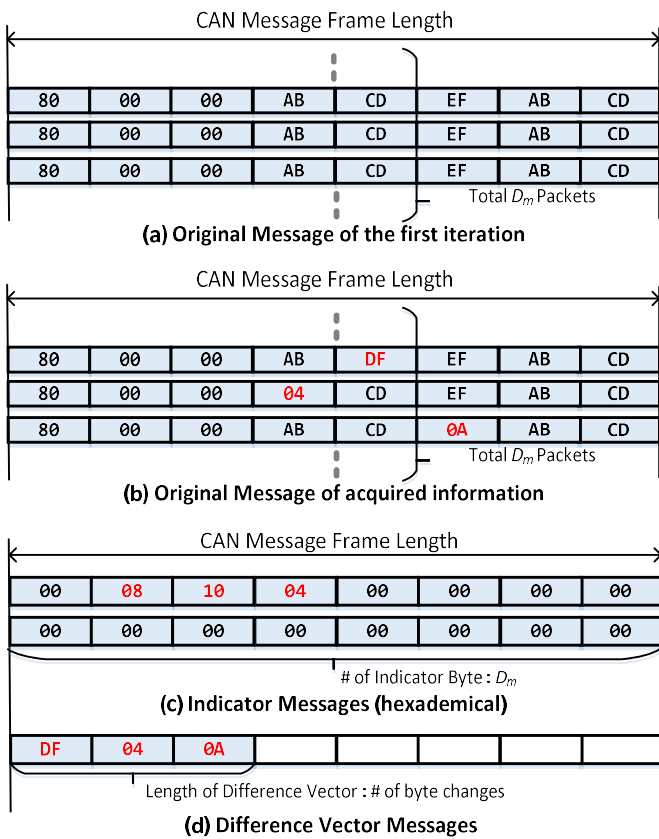 CAN Message Frame Length
80 00 00 AB CD EF AB CD
80 00 00 AB CD EF AB CD
80 00 00 AB CD EF AB CD
Total Dm Packets
(a) Original Message of the first iteration
CAN Message Frame Length
80 00 00 AB DF EF AB CD
80 00 00 04 CD EF AB CD
80 00 00 AB CD 0A AB CD
Total Dm Packets
(b) Original Message of acquired information
CAN Message Frame Length
00 08 10 04 00 00 00 00
00 00 00 00 00 00 00 00
# of Indicator Byte : Dm
(c) Indicator Messages (hexademical)
DF 04 0A
Length of Difference Vector : # of byte changes
(d) Difference Vector Messages